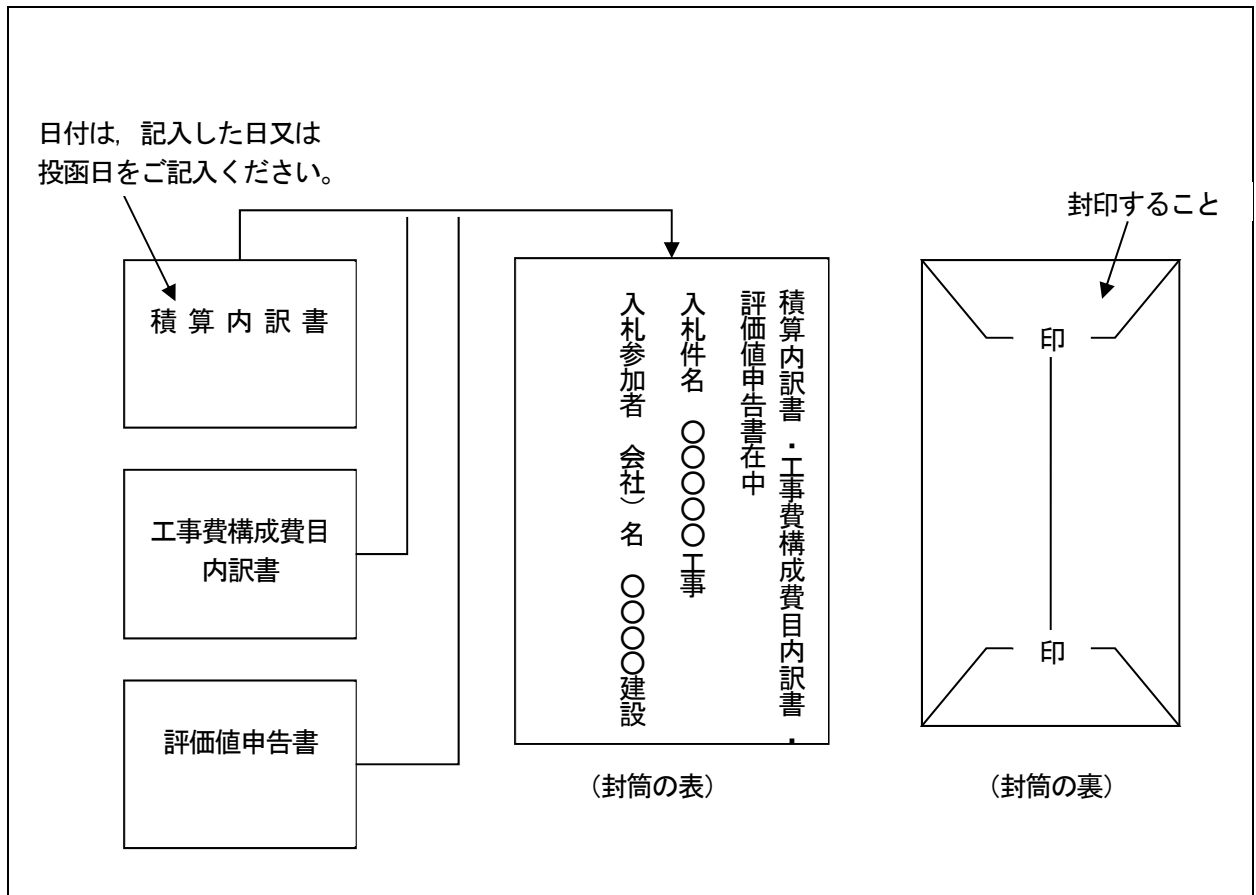 日付は，記入した日又は
投函日をご記入ください。
封印すること
積算内訳書
工事費構成費目
内訳書
評価値申告書
積算内訳書・工事費構成費目内訳書・
評価値申告書在中
入札件名　〇〇〇〇〇工事
入札参加者　会社）名　〇〇〇〇建設
（封筒の表）
印
印
（封筒の裏）